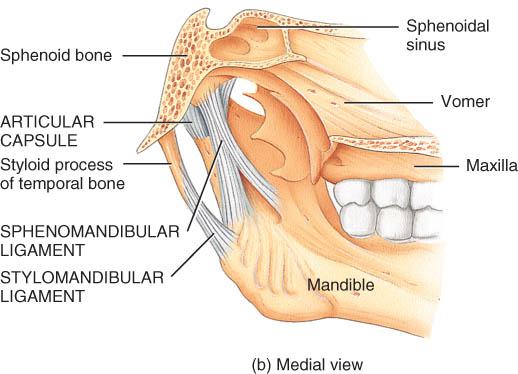 Sphenoidal
sinus
Sphenoid bone
Vomer
ARTICULAR
CAPSULE
Styloid process
of temporal bone
Maxilla
SPHENOMANDIBULAR
LIGAMENT
STYLOMANDIBULAR
LIGAMENT
Mandible
(b) Medial view